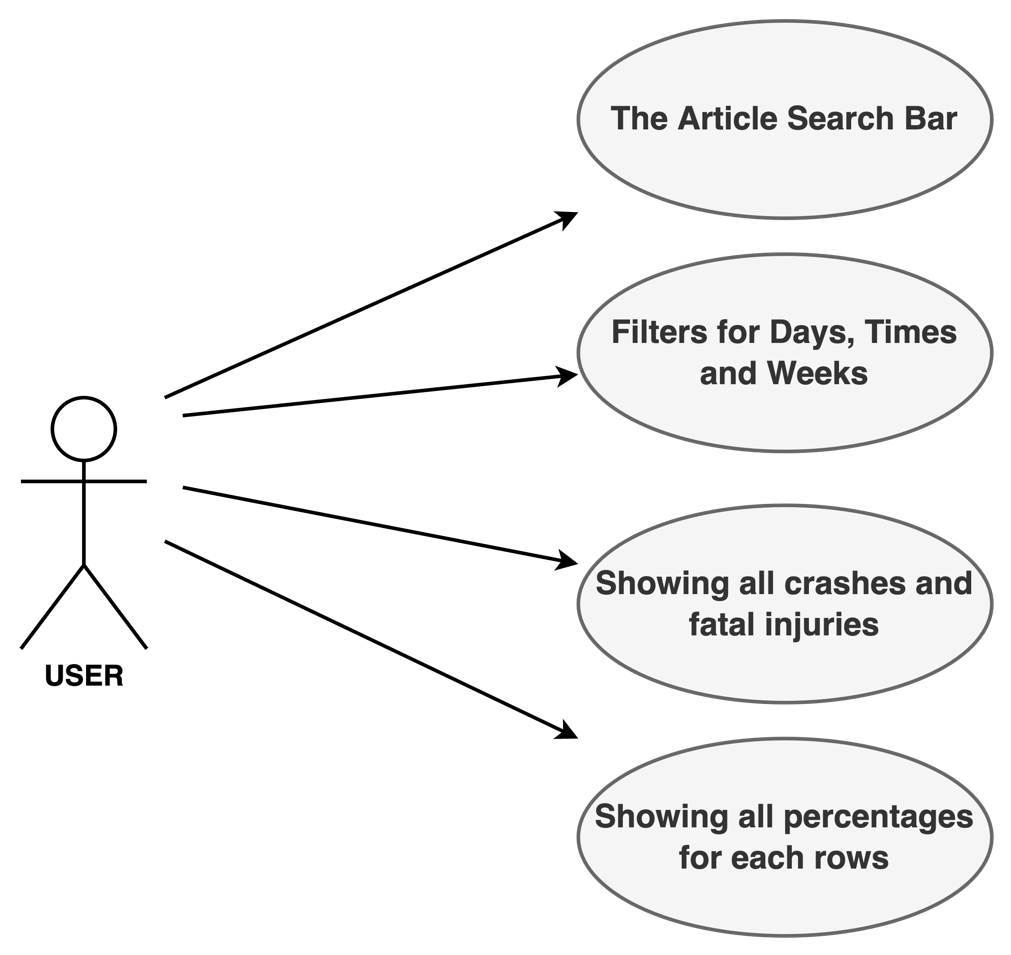 The Article Search Bar
Filters for Days, Times
and Weeks
Showing all crashes and
fatal injuries
USER
Showing all percentages
for each rows